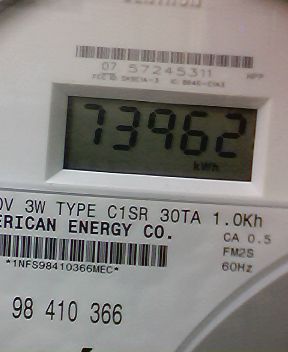 07 57245311
HPP
73962
kWh
0V 3W TYPE C1SR 30TA 1.0Kh
ERICAN ENERGY CO.
CA 0.5
FM2S
60Hz
*1NFS98410366MEC*
98 410 366